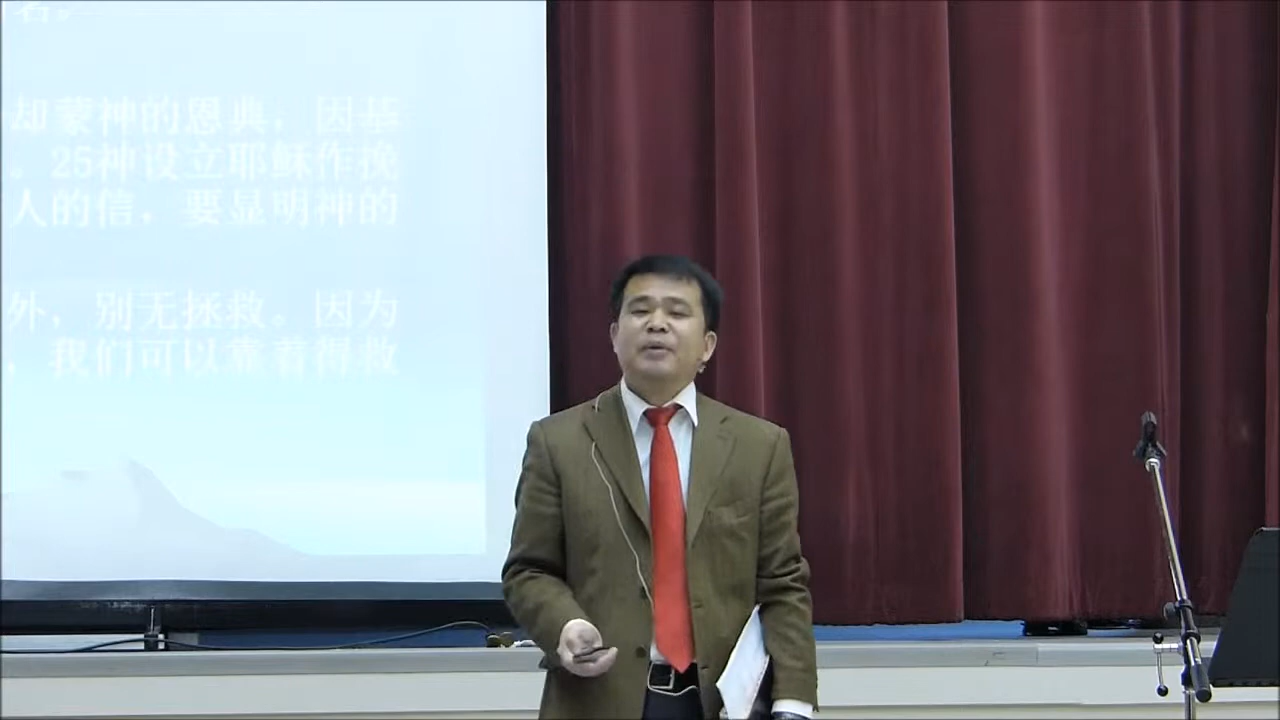 名。
却蒙神的恩典，因基
。25神设立耶稣作挽
人的信，要显明神的
外，别无拯救。因为
，我们可以靠着得救